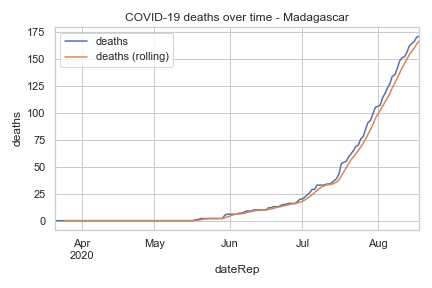 COVID-19 deaths over time - Madagascar
deaths
deaths (rolling)
deaths
175
150
125
100
75
50
25
0
Apr
2020
May
Jun
Jul
Aug
dateRep